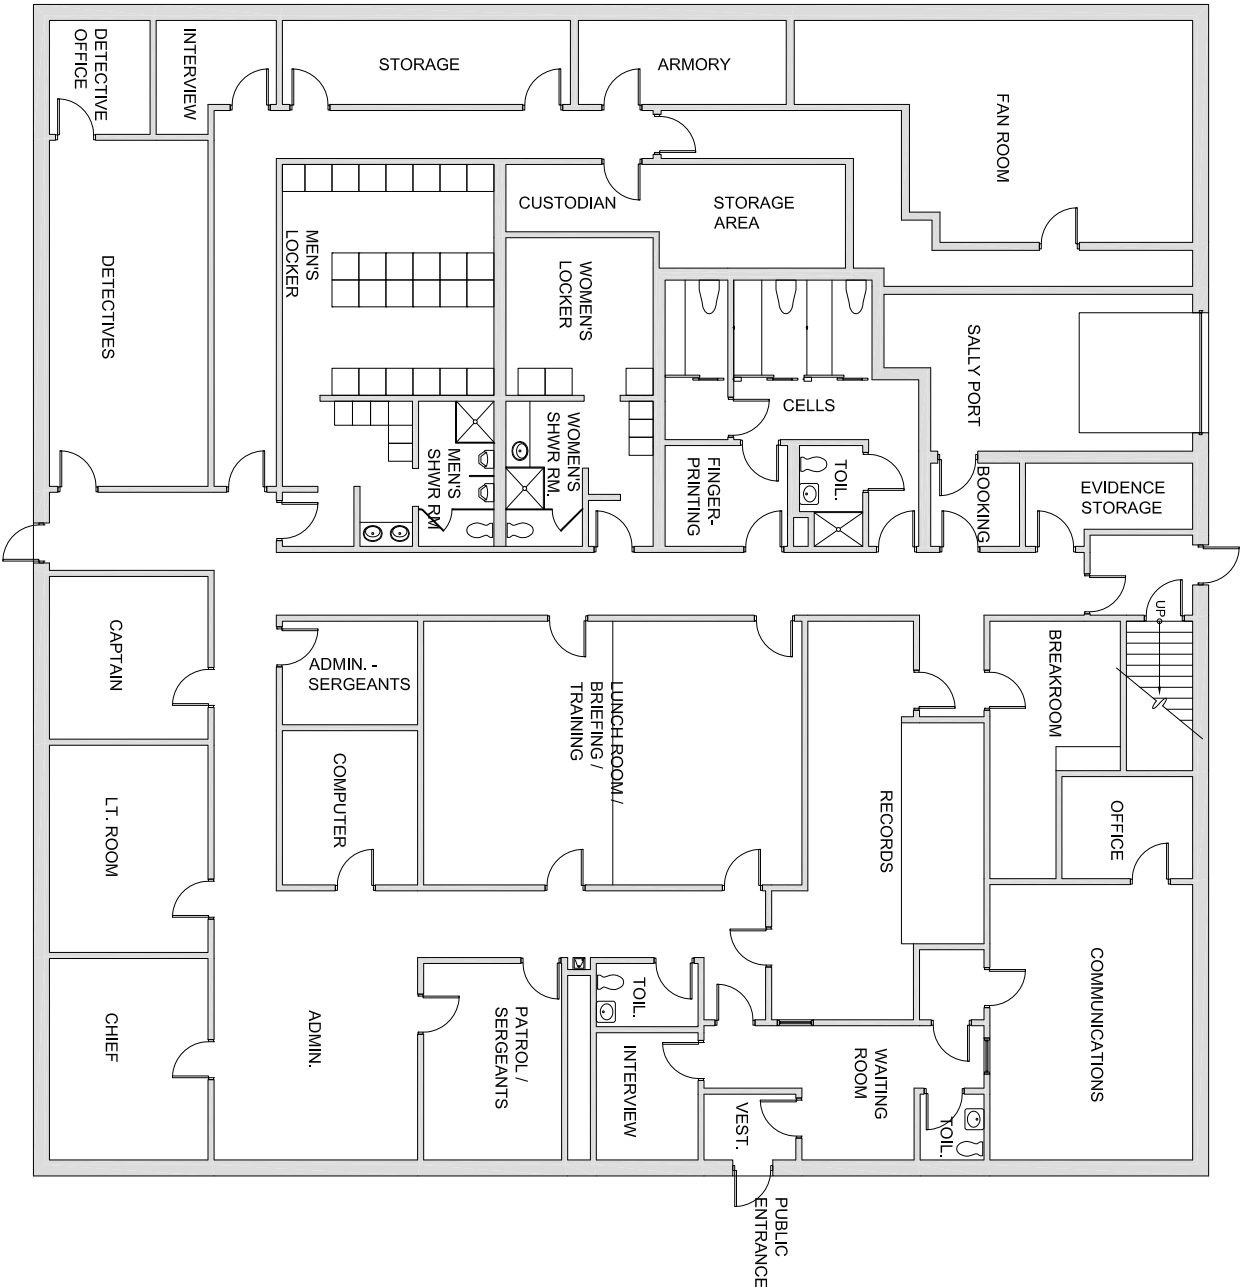 DETECTIVE
OFFICE
INTERVIEW
STORAGE
ARMORY
FAN ROOM
CUSTODIAN
STORAGE
AREA
MEN'S
LOCKER
WOMEN'S
LOCKER
DETECTIVES
SALLY PORT
CELLS
MEN'S
SHWR RM
WOMEN'S
SHWR RM.
FINGER-
PRINTING
TOIL.
BOOKING
EVIDENCE
STORAGE
UP
CAPTAIN
ADMIN. -
SERGEANTS
LUNCH ROOM /
BRIEFING /
TRAINING
BREAKROOM
COMPUTER
LT. ROOM
RECORDS
OFFICE
COMMUNICATIONS
CHIEF
ADMIN.
PATROL /
SERGEANTS
TOIL.
INTERVIEW
WAITING
ROOM
VEST.
TOIL.
PUBLIC
ENTRANCE